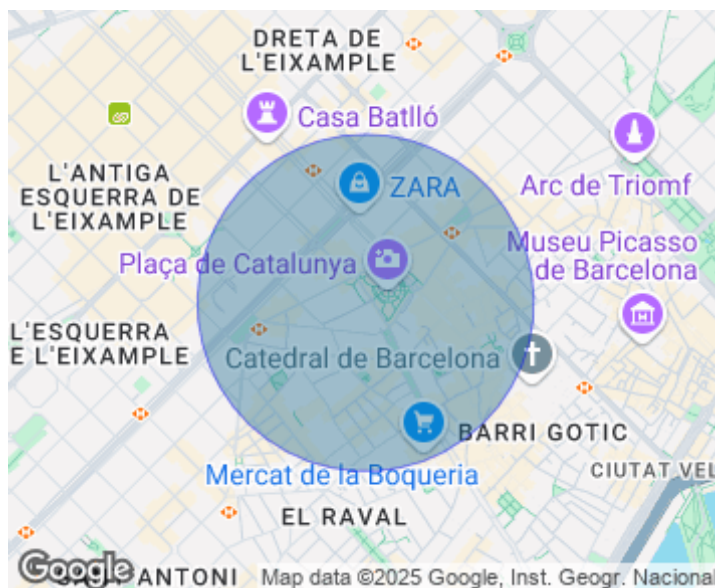 DRETA DE
L'EIXAMPLE
Casa Batlló
L'ANTIGA
ESQUERRA DE
L'EIXAMPLE
ZARA
Arc de Triomf
Plaça de Catalunya
Museu Picasso
de Barcelona
L'ESQUERRA
E L'EIXAMPLE
Catedral de Barcelona
BARRI GOTIC
Mercat de la Boqueria
CIUTAT VEL
EL RAVAL
Google
ANTONI
Map data ©2025 Google, Inst. Geogr. Nacional